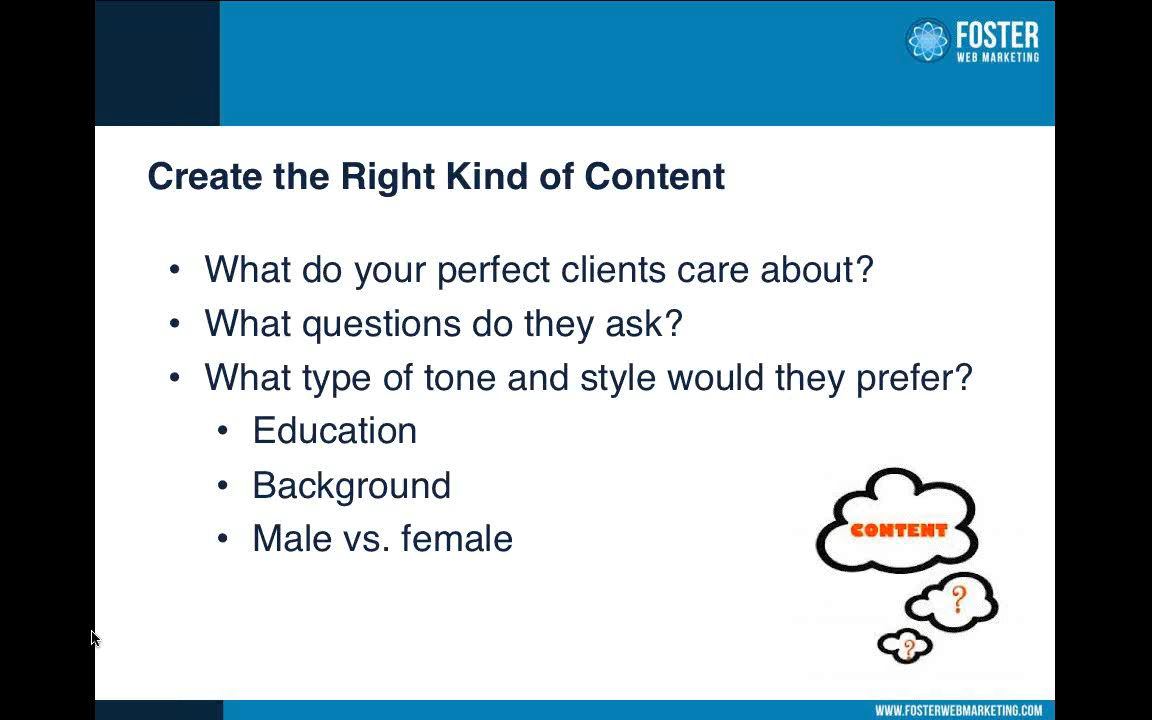 FOSTER
WEB MARKETING
Create the Right Kind of Content
• What do your perfect clients care about?
• What questions do they ask?
• What type of tone and style would they prefer?
• Education
• Background
• Male vs. female
CONTENT
?
?
WWW.FOSTERWEBMARKETING.COM